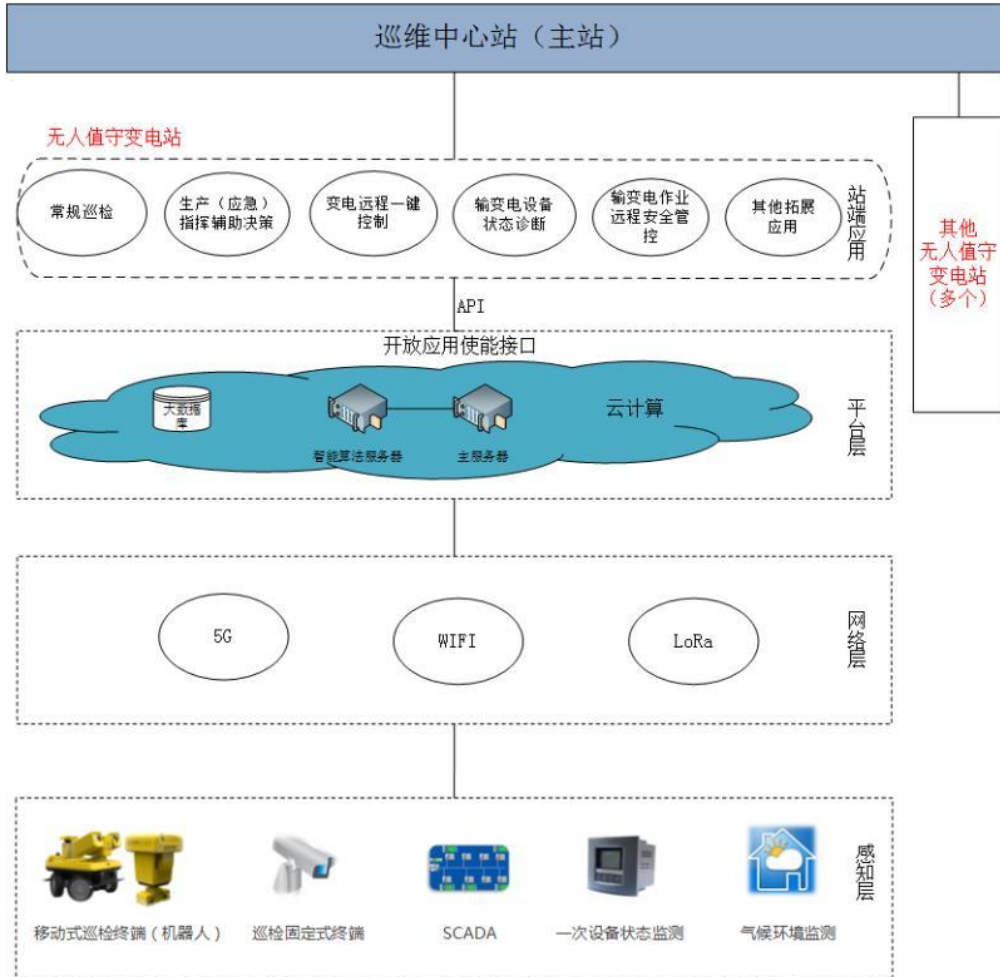 巡维中心站（主站）
无人值守变电站
常规巡检
生产（应急）
指挥辅助决策
变电远程一键
控制
输变电设备
状态诊断
输变电作业
远程安全管
控
其他拓展
应用
站端应用
其他
无人值守
变电站
（多个）
API
开放应用使能接口
大数据
库
智能算法服务器
主服务器
云计算
平台层
5G
WIFI
LoRa
网络层
感知层
移动式巡检终端（机器人）
巡检固定式终端
SCADA
一次设备状态监测
气候环境监测